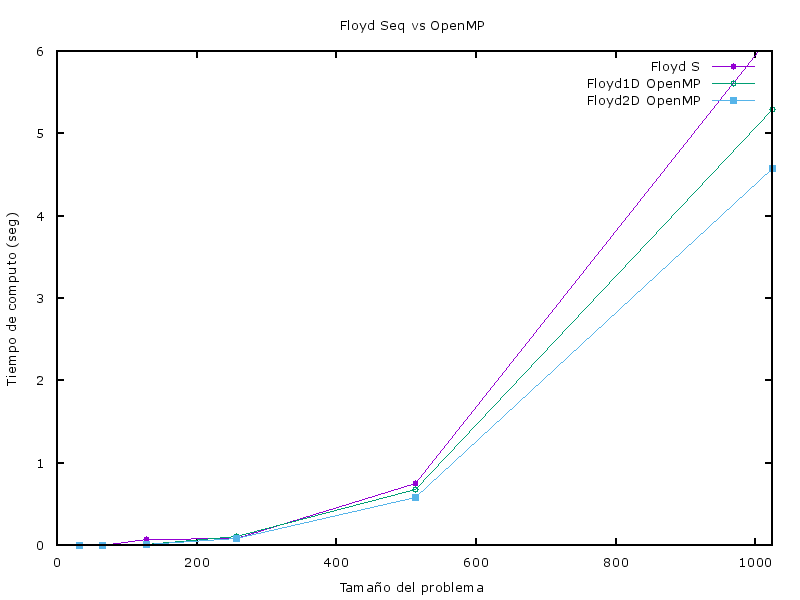 Floyd Seq vs OpenMP
Floyd S
Floyd1D OpenMP
Floyd2D OpenMP
6
5
4
3
2
1
0
Tiempo de computo (seg)
0 200 400 600 800 1000
Tamaño del problema